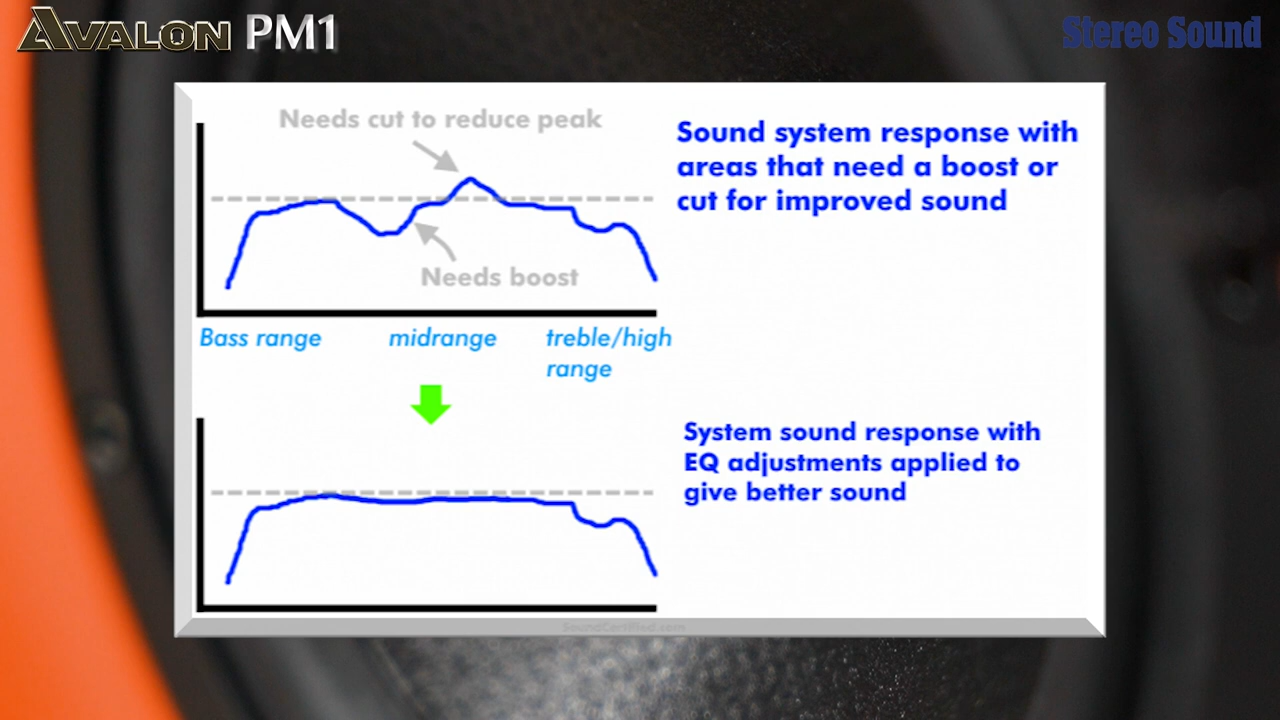 AVALON PM1
Stereo Sound
Needs cut to reduce peak
Needs boost
Bass range
midrange
treble/high
range
Sound system response with
areas that need a boost or
cut for improved sound
System sound response with
EQ adjustments applied to
give better sound
SoundCertified.com